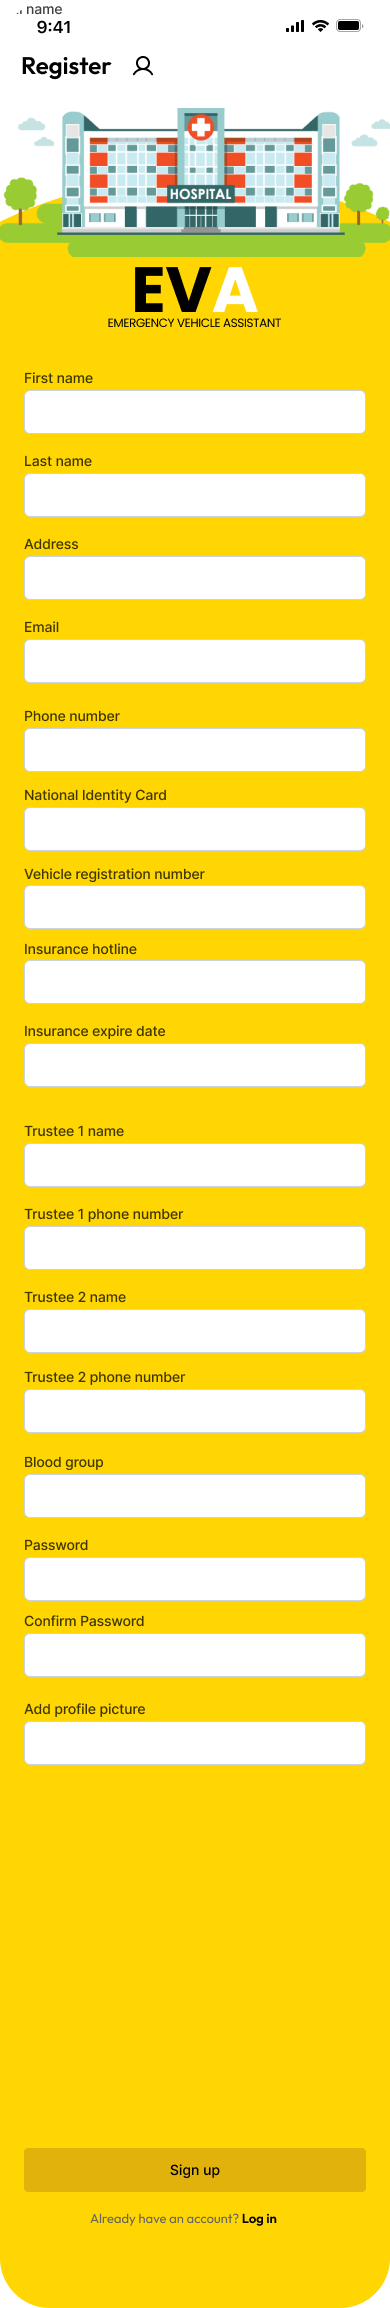 name
9:41
Register
HOSPITAL
EVA
EMERGENCY VEHICLE ASSISTANT
First name
Last name
Address
Email
Phone number
National Identity Card
Vehicle registration number
Insurance hotline
Insurance expire date
Trustee 1 name
Trustee 1 phone number
Trustee 2 name
Trustee 2 phone number
Blood group
Password
Confirm Password
Add profile picture
Sign up
Already have an account? Log in